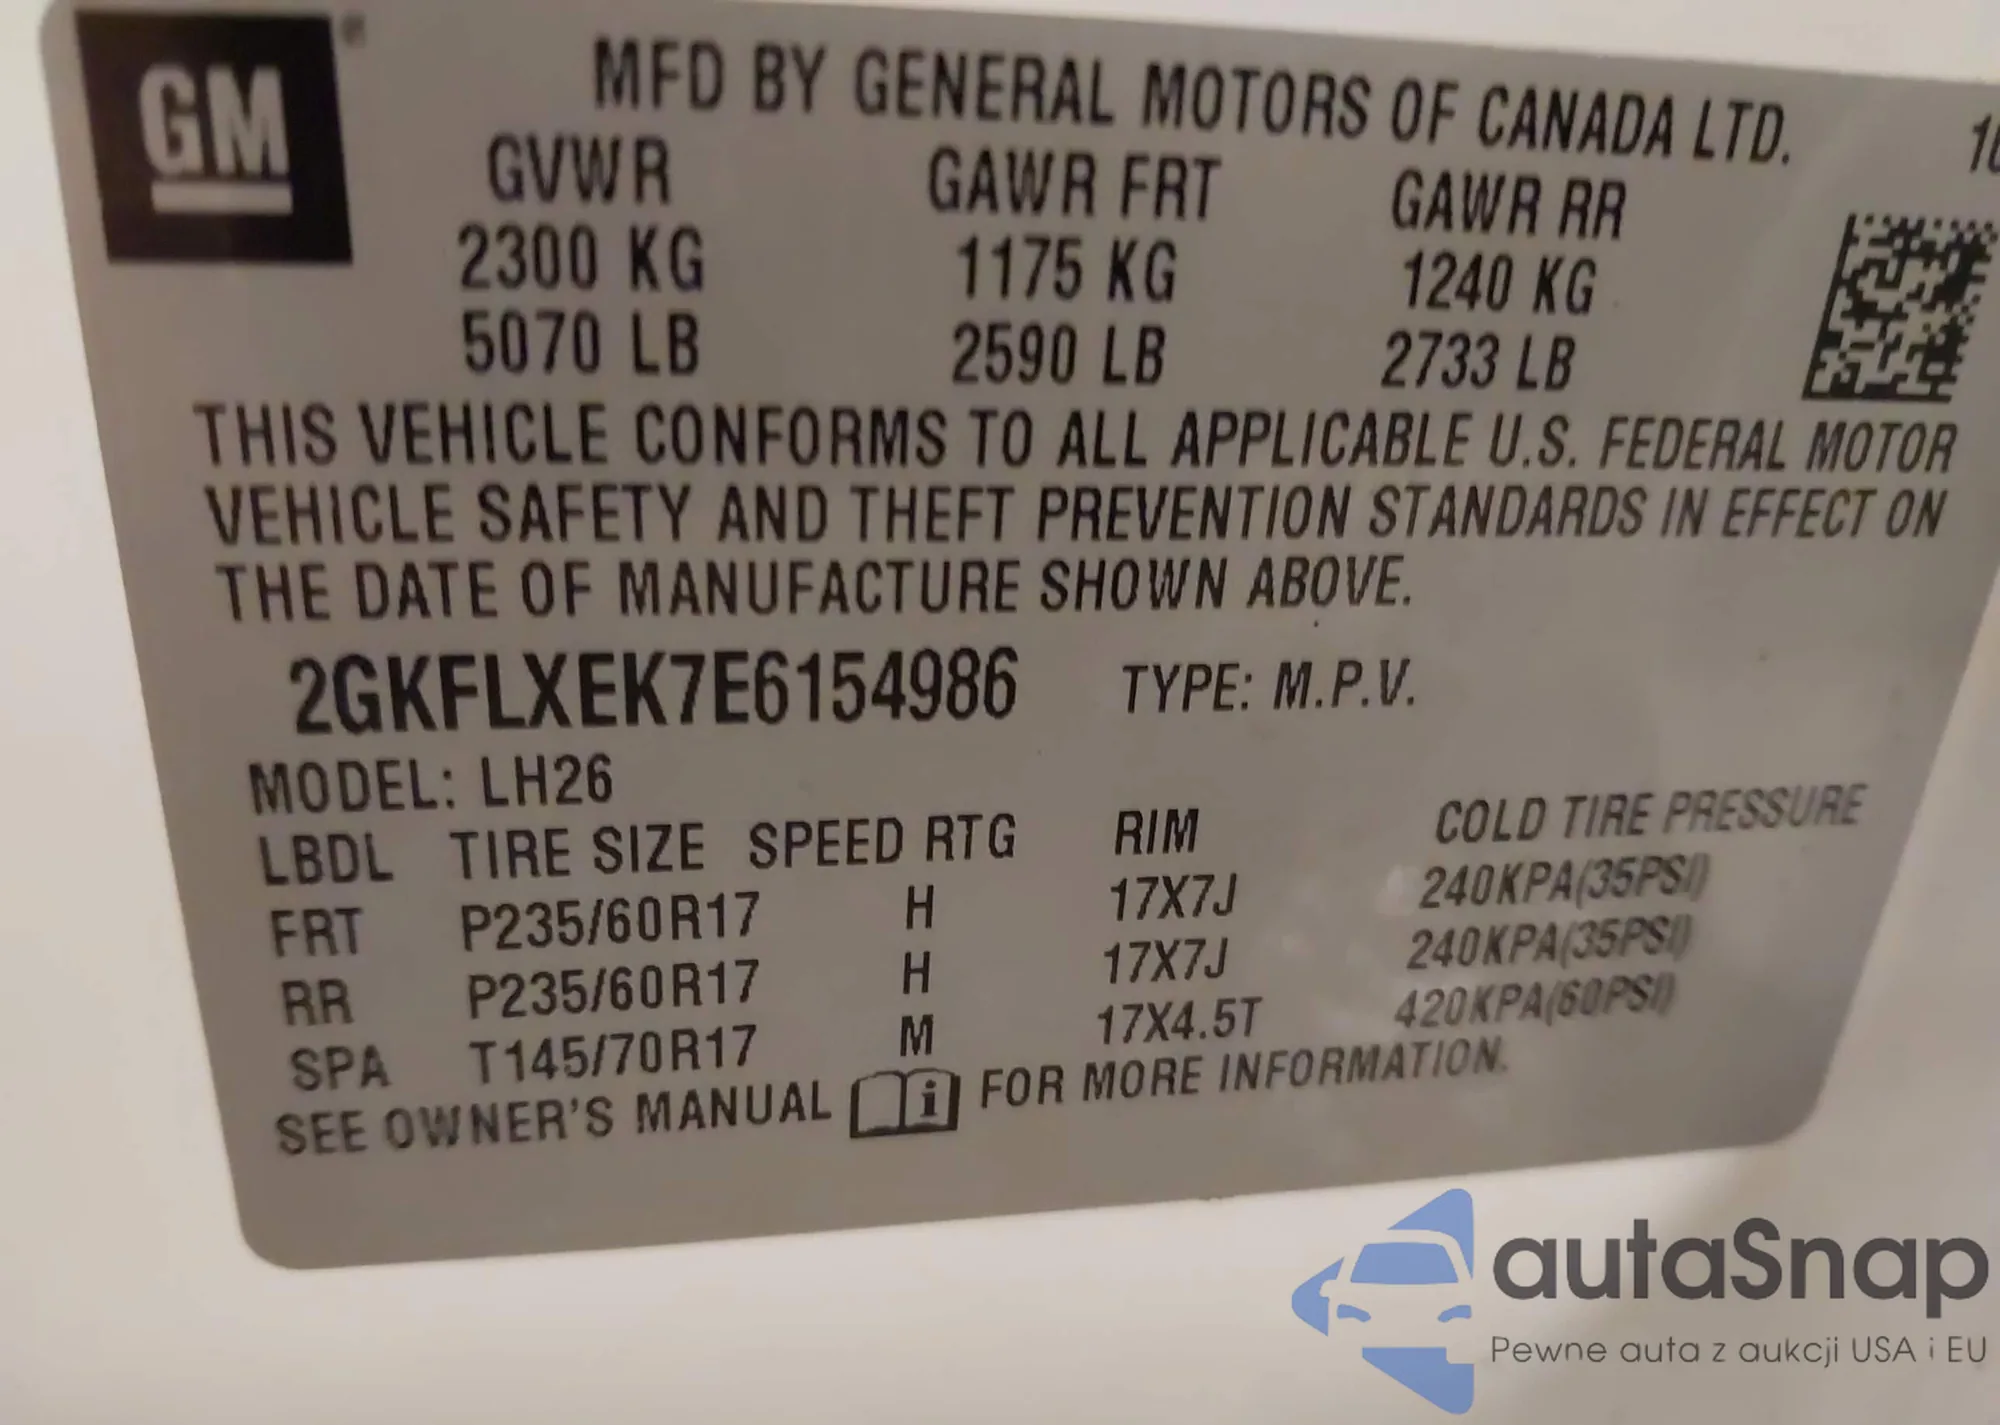 GM ®
MFD BY GENERAL MOTORS OF CANADA LTD.
GVWR GAWR FRT GAWR RR
2300 KG 1175 KG 1240 KG
5070 LB 2590 LB 2733 LB
THIS VEHICLE CONFORMS TO ALL APPLICABLE U.S. FEDERAL MOTOR
VEHICLE SAFETY AND THEFT PREVENTION STANDARDS IN EFFECT ON
THE DATE OF MANUFACTURE SHOWN ABOVE.
2GKFLXEK7E6154986 TYPE: M.P.V.
MODEL: LH26
LBDL TIRE SIZE SPEED RTG RIM COLD TIRE PRESSURE
FRT P235/60R17 H 17X7J 240KPA(35PSI)
RR P235/60R17 H 17X7J 240KPA(35PSI)
SPA T145/70R17 M 17X4.5T 420KPA(60PSI)
SEE OWNER'S MANUAL i FOR MORE INFORMATION.
autaSnap
Pewne auta z aukcji USA i EU